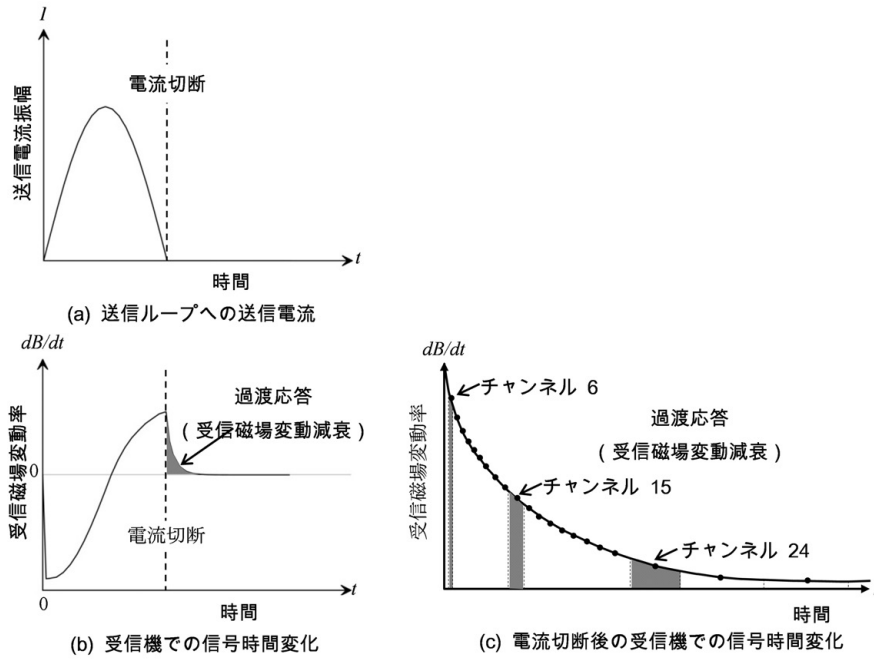 I
送信電流振幅
電流切断
t
時間
(a) 送信ループへの送信電流
dB/dt
受信磁場変動率
0
過渡応答
(受信磁場変動減衰)
電流切断
0
t
時間
(b) 受信機での信号時間変化
dB/dt
受信磁場変動率
チャンネル 6
過渡応答
(受信磁場変動減衰)
チャンネル 15
チャンネル 24
時間
(c) 電流切断後の受信機での信号時間変化